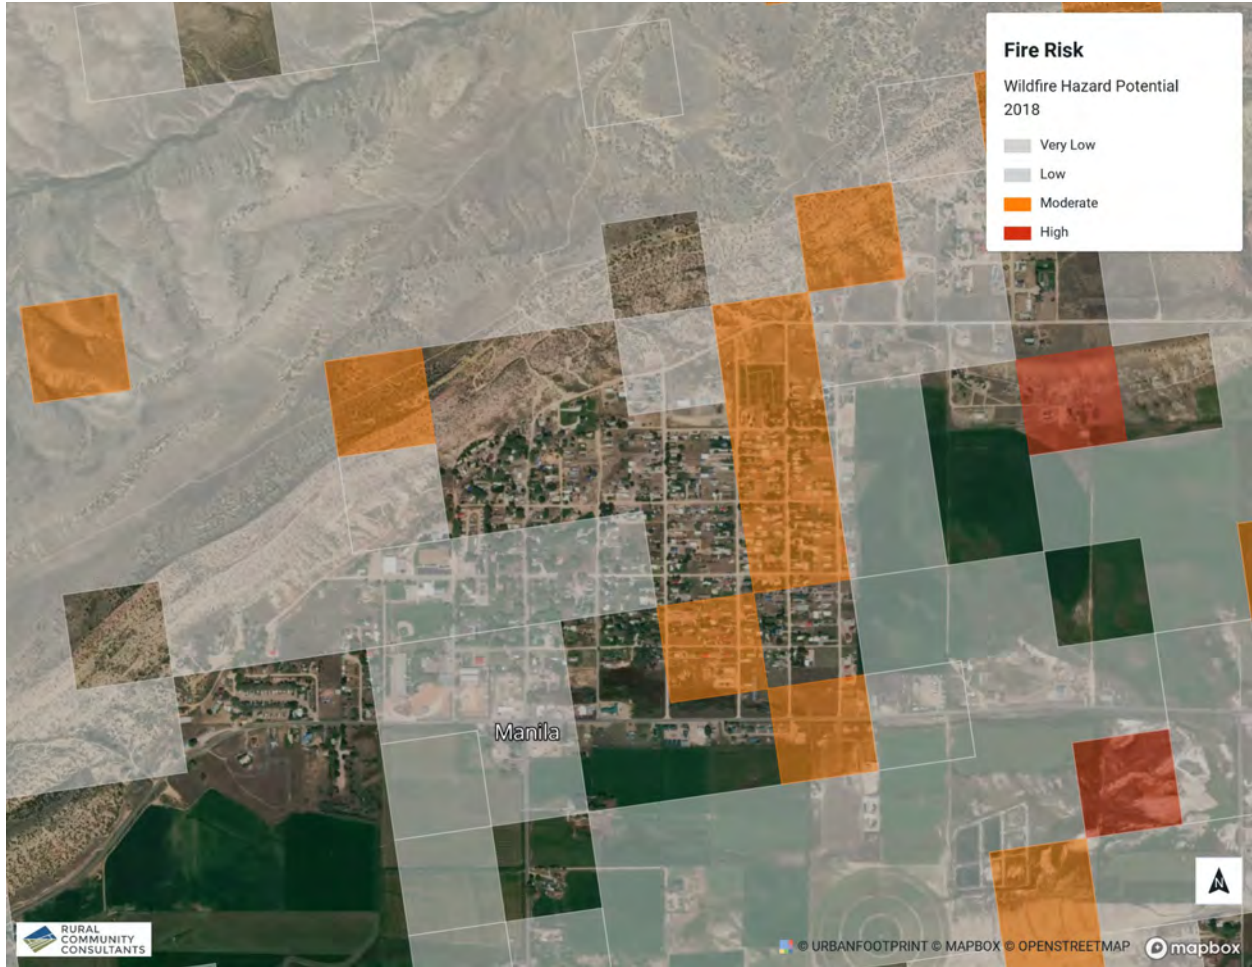 Fire Risk
Wildfire Hazard Potential
2018
Very Low
Low
Moderate
High
Manila
N
RURAL
COMMUNITY
CONSULTANTS
© URBANFOOTPRINT © MAPBOX © OPENSTREETMAP
mapbox